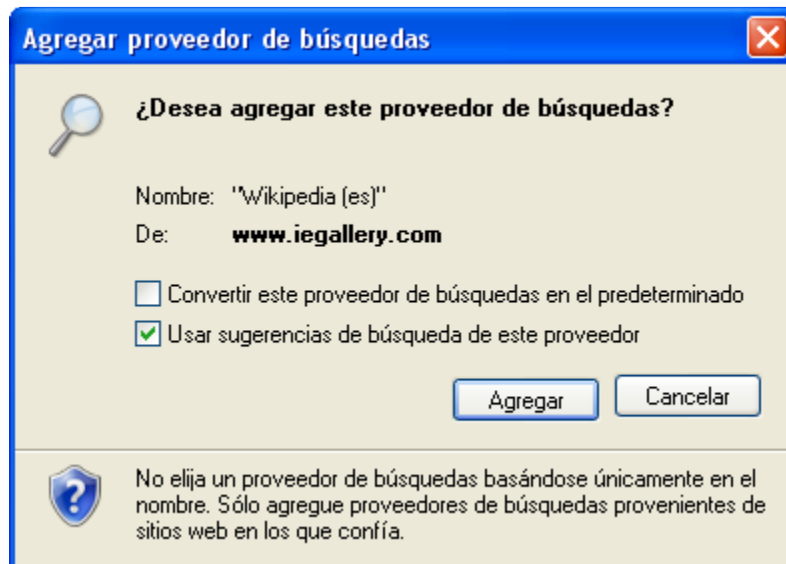 Agregar proveedor de búsquedas
¿Desea agregar este proveedor de búsquedas?
Nombre: "Wikipedia (es)"
De: www.iegallery.com
Convertir este proveedor de búsquedas en el predeterminado
Usar sugerencias de búsqueda de este proveedor
Agregar Cancelar
No elija un proveedor de búsquedas basándose únicamente en el
nombre. Sólo agregue proveedores de búsquedas provenientes de
sitios web en los que confía.